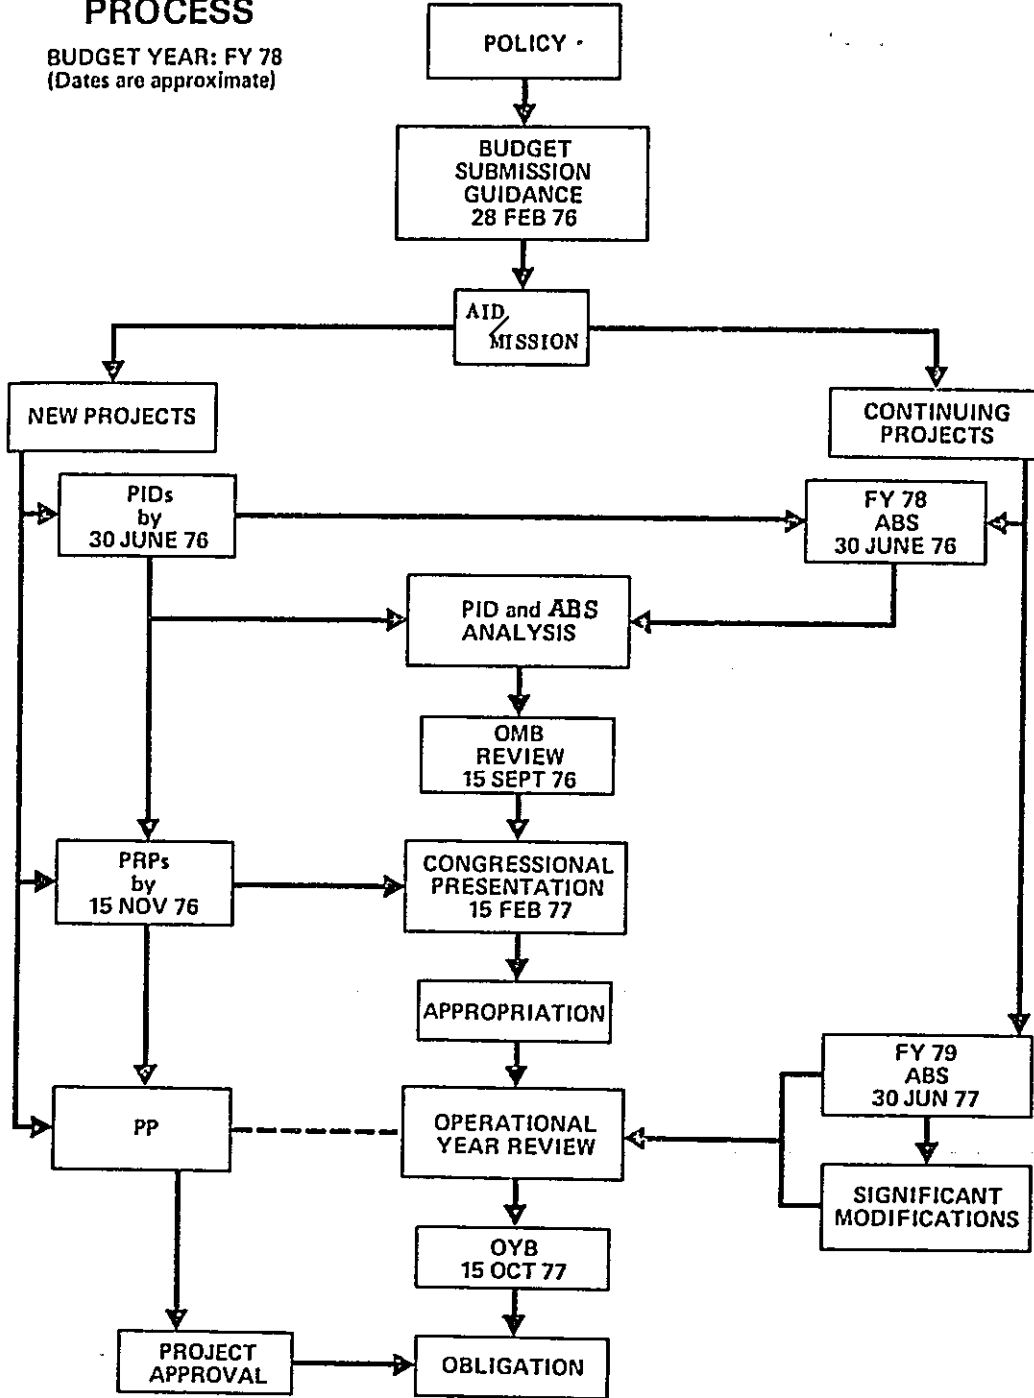 PROCESS
BUDGET YEAR: FY 78
(Dates are approximate)
POLICY
BUDGET
SUBMISSION
GUIDANCE
28 FEB 76
AID/
MISSION
NEW PROJECTS
CONTINUING
PROJECTS
PIDs
by
30 JUNE 76
FY 78
ABS
30 JUNE 76
PID and ABS
ANALYSIS
OMB
REVIEW
15 SEPT 76
PRPs
by
15 NOV 76
CONGRESSIONAL
PRESENTATION
15 FEB 77
APPROPRIATION
FY 79
ABS
30 JUN 77
PP
OPERATIONAL
YEAR REVIEW
SIGNIFICANT
MODIFICATIONS
OYB
15 OCT 77
PROJECT
APPROVAL
OBLIGATION